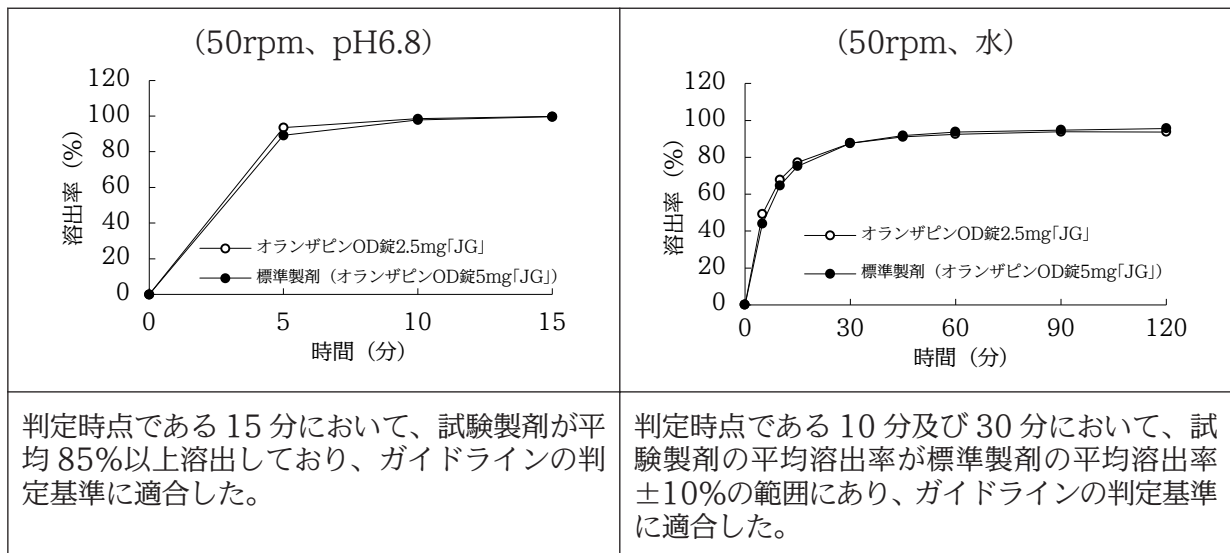 (50rpm、pH6.8)
120
100
80
60
40
20
0
溶出率 (%)
オランザピンOD錠2.5mg「JG」
標準製剤 (オランザピンOD錠5mg「JG」)
0 5 10 15
時間 (分)
判定時点である 15 分において、試験製剤が平
均 85%以上溶出しており、ガイドラインの判
定基準に適合した。
(50rpm、水)
120
100
80
60
40
20
0
溶出率 (%)
オランザピンOD錠2.5mg「JG」
標準製剤 (オランザピンOD錠5mg「JG」)
0 30 60 90 120
時間 (分)
判定時点である 10 分及び 30 分において、試
験製剤の平均溶出率が標準製剤の平均溶出率
±10%の範囲にあり、ガイドラインの判定基準
に適合した。